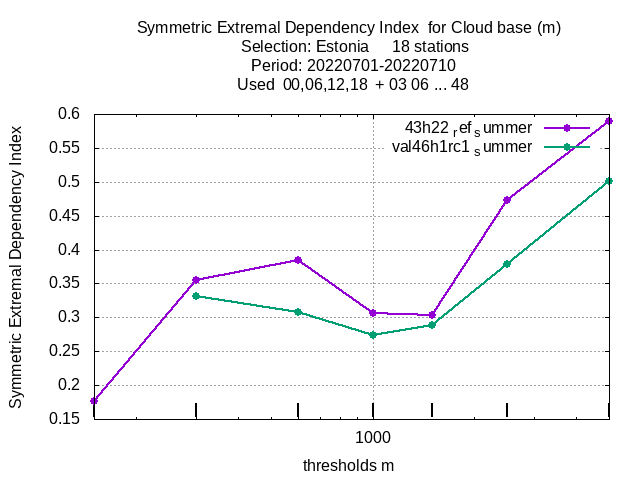 Symmetric Extremal Dependency Index  for Cloud base (m)
Selection: Estonia     18 stations
Period: 20220701-20220710
Used  00,06,12,18  + 03 06 ... 48
Symmetric Extremal Dependency Index
0.6
0.55
0.5
0.45
0.4
0.35
0.3
0.25
0.2
0.15
43h22 refsummer
val46h1rc1 summer
1000
thresholds m